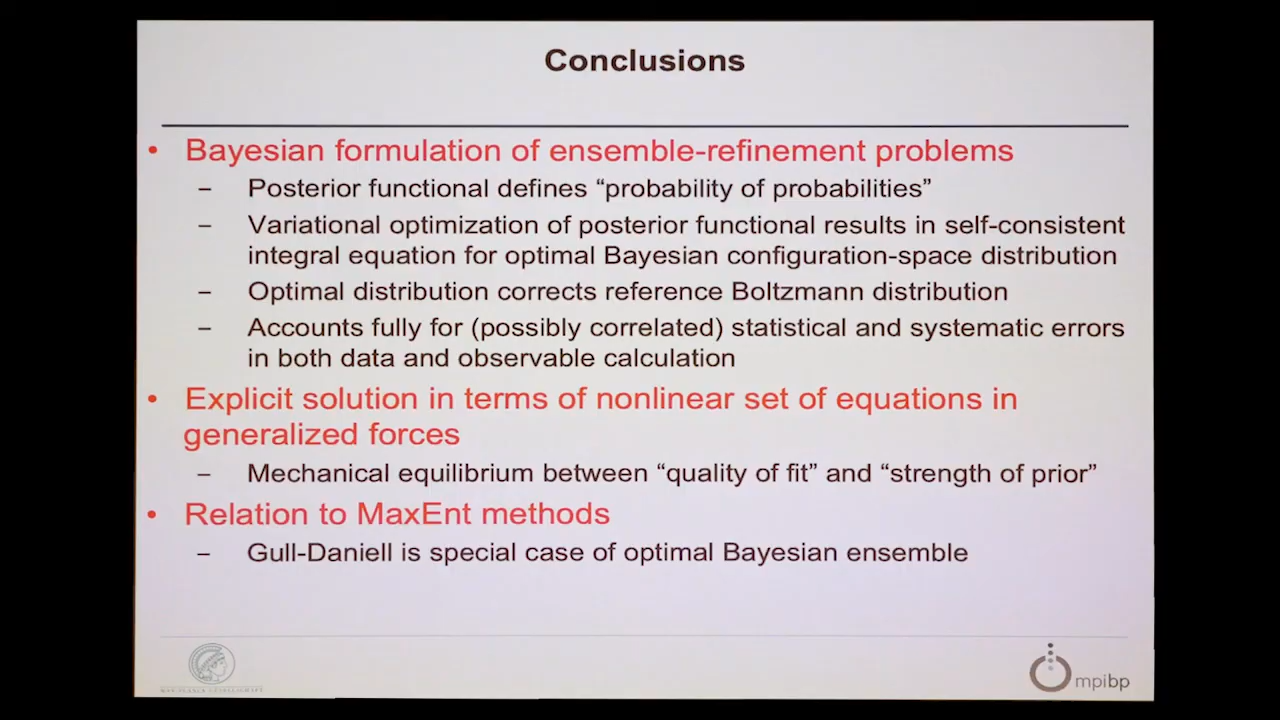 Conclusions
• Bayesian formulation of ensemble-refinement problems
– Posterior functional defines “probability of probabilities”
– Variational optimization of posterior functional results in self-consistent
integral equation for optimal Bayesian configuration-space distribution
– Optimal distribution corrects reference Boltzmann distribution
– Accounts fully for (possibly correlated) statistical and systematic errors
in both data and observable calculation
• Explicit solution in terms of nonlinear set of equations in
generalized forces
– Mechanical equilibrium between “quality of fit” and “strength of prior”
• Relation to MaxEnt methods
– Gull-Daniell is special case of optimal Bayesian ensemble
MAX-PLANCK-GESELLSCHAFT
mpibp